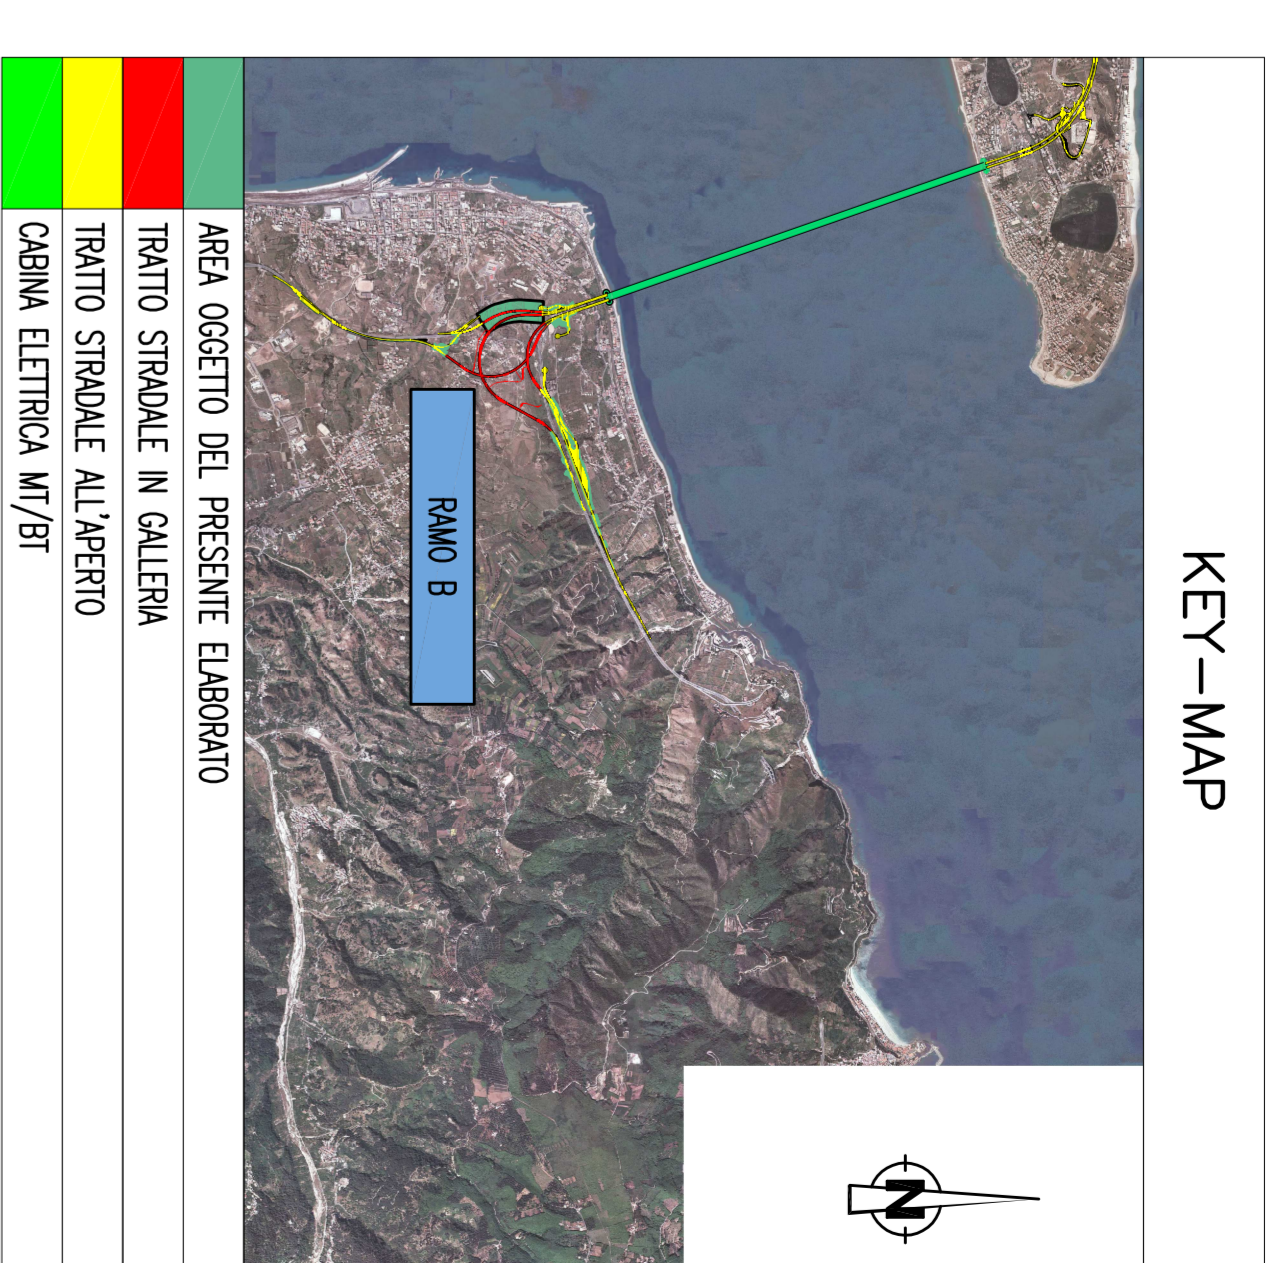 KEY-MAP
N
RAMO B
AREA OGGETTO DEL PRESENTE ELABORATO
TRATTO STRADALE IN GALLERIA
TRATTO STRADALE ALL'APERTO
CABINA ELETTRICA MT/BT